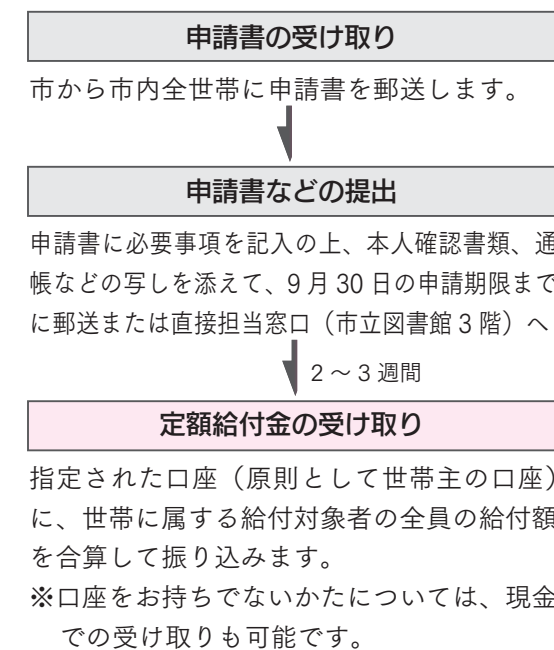 申請書の受け取り
市から市内全世帯に申請書を郵送します。
申請書などの提出
申請書に必要事項を記入の上、本人確認書類、通
帳などの写しを添えて、9月30日の申請期限まで
に郵送または直接担当窓口（市立図書館3階）へ
2～3週間
定額給付金の受け取り
指定された口座（原則として世帯主の口座）
に、世帯に属する給付対象者の全員の給付額
を合算して振り込みます。
※口座をお持ちでないかたについては、現金
での受け取りも可能です。